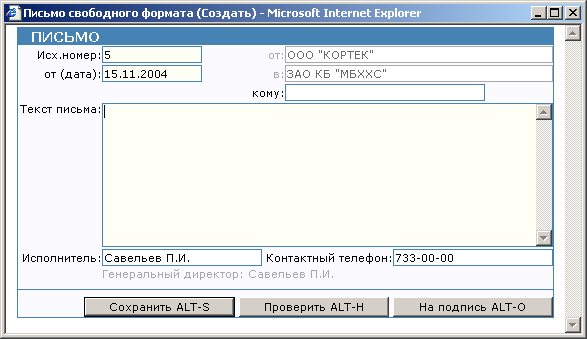 Письмо свободного формата (Создать) - Microsoft Internet Explorer
ПИСЬМО
Исх.номер: 5 от: ООО "КОРТЕК"
от (дата): 15.11.2004 в: ЗАО КБ "МБХХС"
кому:
Текст письма:
Исполнитель: Савельев П.И. Контактный телефон: 733-00-00
Генеральный директор: Савельев П.И.
Сохранить ALT-S Проверить ALT-H На подпись ALT-O